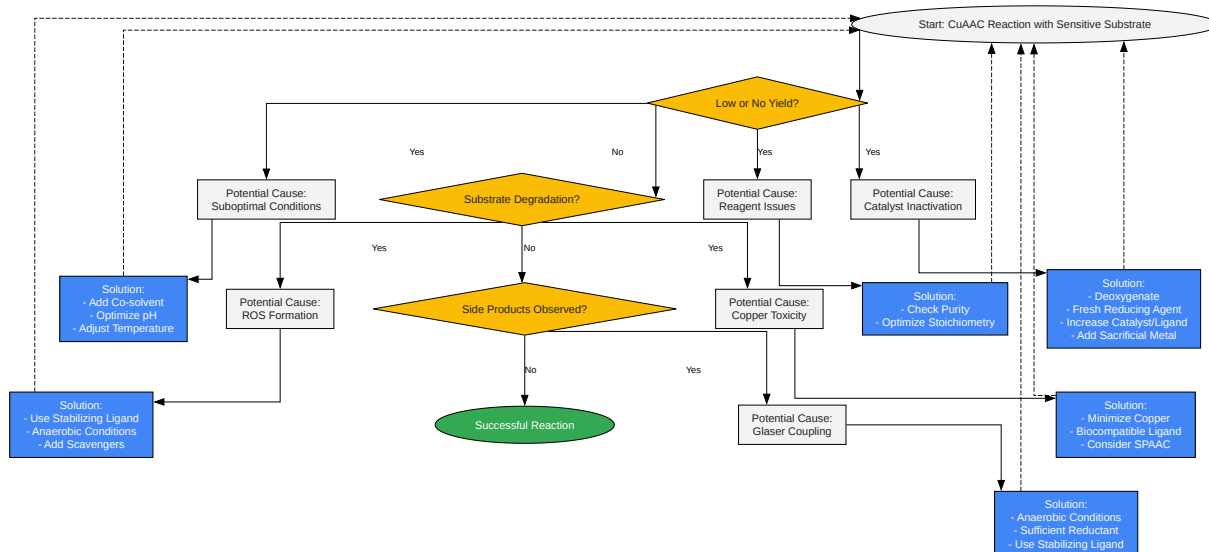 Start: CuAAC Reaction with Sensitive Substrate
Low or No Yield?
Yes
No
Yes
Yes
Potential Cause:
Suboptimal Conditions
Substrate Degradation?
Potential Cause:
Reagent Issues
Potential Cause:
Catalyst Inactivation
Yes
No
Yes
Solution:
- Add Co-solvent
- Optimize pH
- Adjust Temperature
Potential Cause:
ROS Formation
Side Products Observed?
Potential Cause:
Copper Toxicity
Solution:
- Check Purity
- Optimize Stoichiometry
Solution:
- Deoxygenate
- Fresh Reducing Agent
- Increase Catalyst/Ligand
- Add Sacrificial Metal
No
Yes
Solution:
- Use Stabilizing Ligand
- Anaerobic Conditions
- Add Scavengers
Successful Reaction
Potential Cause:
Glaser Coupling
Solution:
- Minimize Copper
- Biocompatible Ligand
- Consider SPAAC
Solution:
- Anaerobic Conditions
- Sufficient Reductant
- Use Stabilizing Ligand